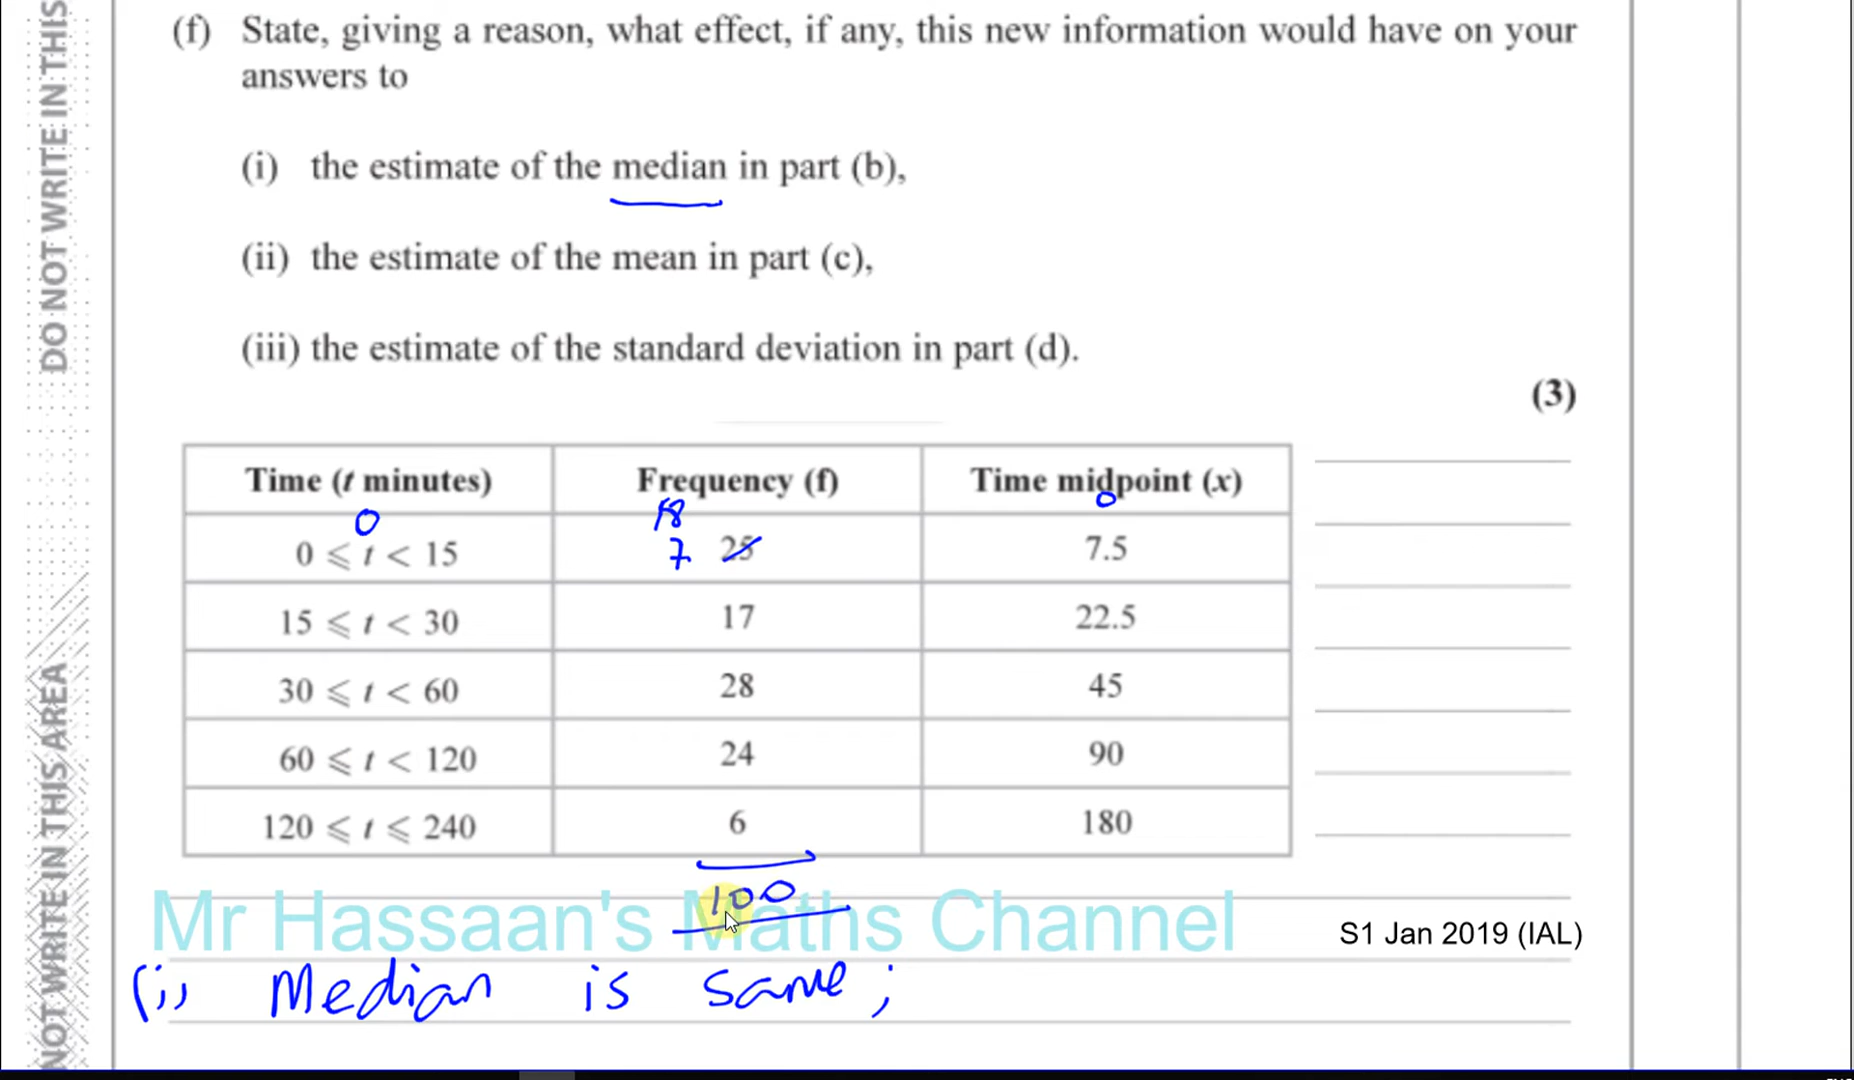 DO NOT WRITE IN THIS
NOT WRITE IN THIS AREA
(f) State, giving a reason, what effect, if any, this new information would have on your
answers to
(i) the estimate of the median in part (b),
(ii) the estimate of the mean in part (c),
(iii) the estimate of the standard deviation in part (d).
(3)
Time (t minutes) Frequency (f) Time midpoint (x)
0 18 0
0 ⩽ t < 15 7 25 7.5
15 ⩽ t < 30 17 22.5
30 ⩽ t < 60 28 45
60 ⩽ t < 120 24 90
120 ⩽ t ⩽ 240 6 180
100
Mr Hassaan's Maths Channel
S1 Jan 2019 (IAL)
(i) Median is same;